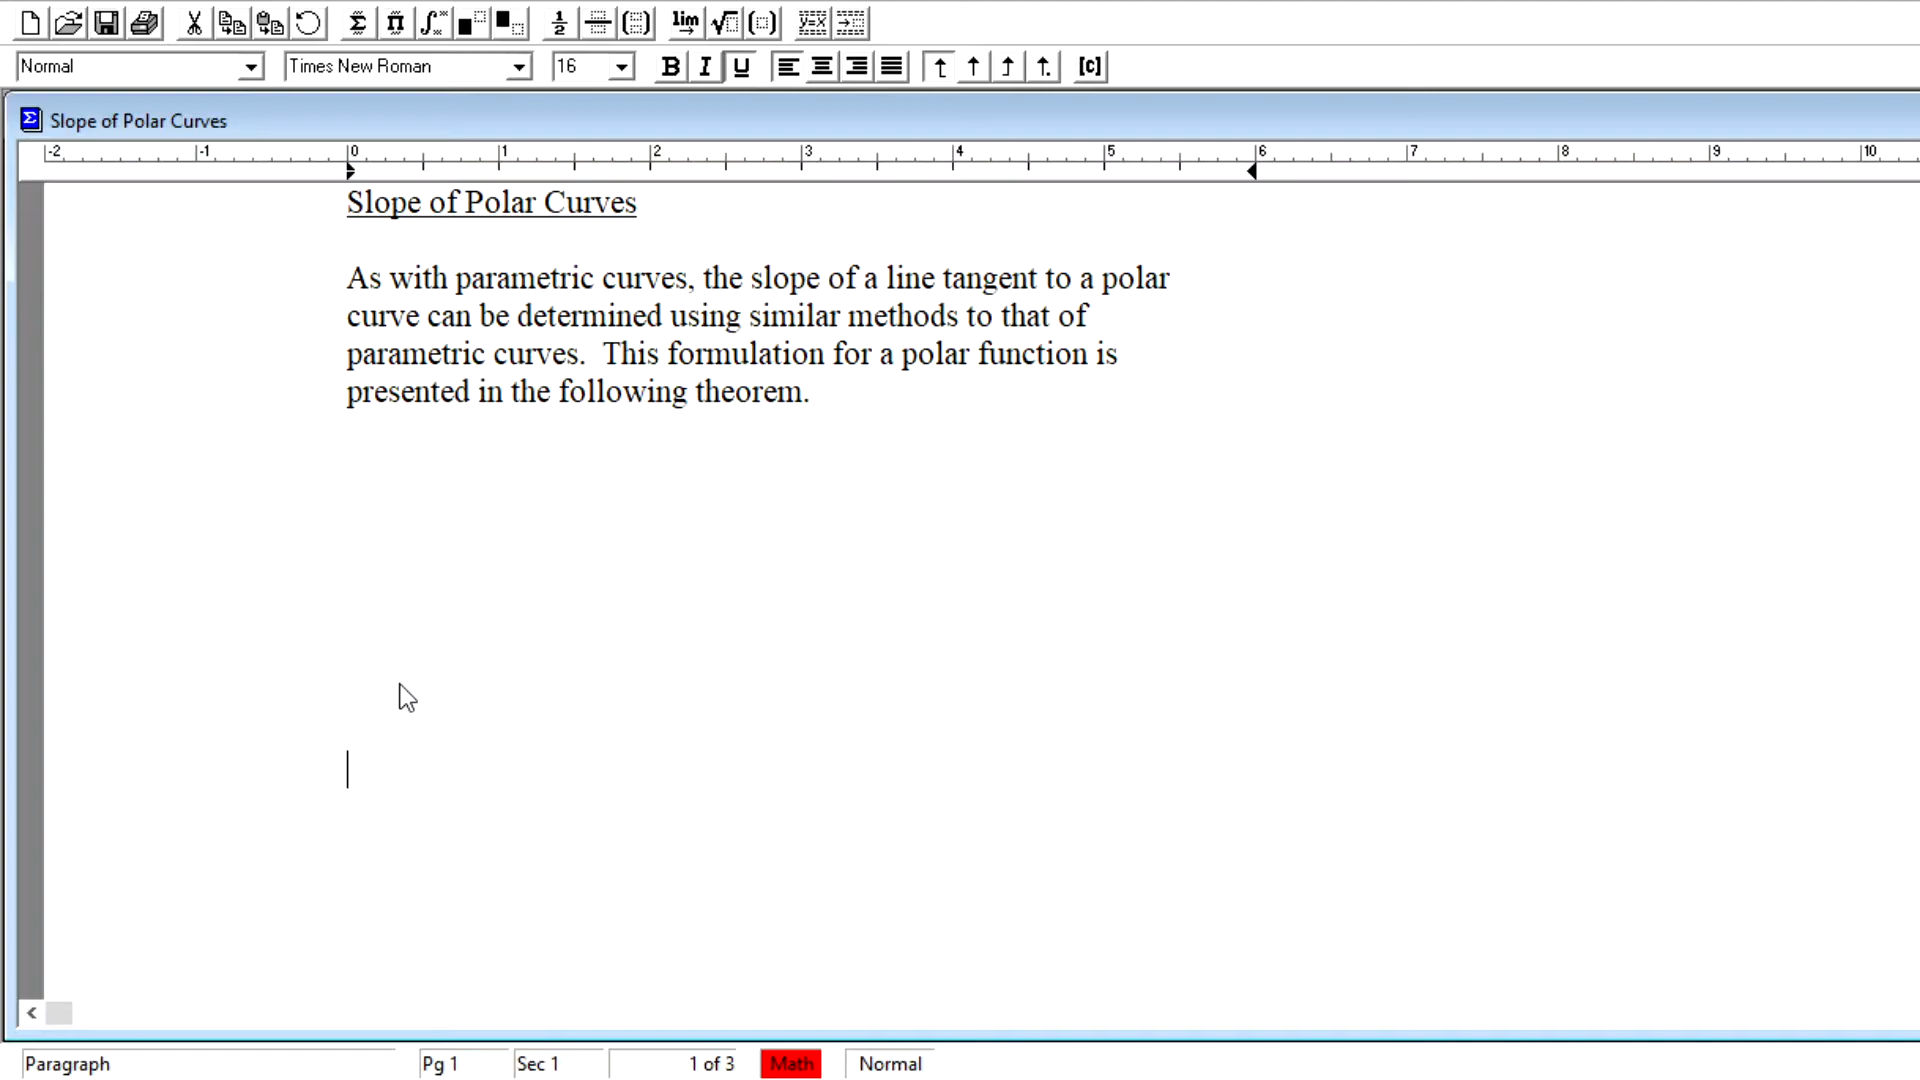 lim
y=x
Normal
Times New Roman
16
B I U
[c]
Slope of Polar Curves
-2 -1 0 1 2 3 4 5 6 7 8 9 10
Slope of Polar Curves
As with parametric curves, the slope of a line tangent to a polar
curve can be determined using similar methods to that of
parametric curves.  This formulation for a polar function is
presented in the following theorem.
Paragraph Pg 1 Sec 1 1 of 3 Math Normal